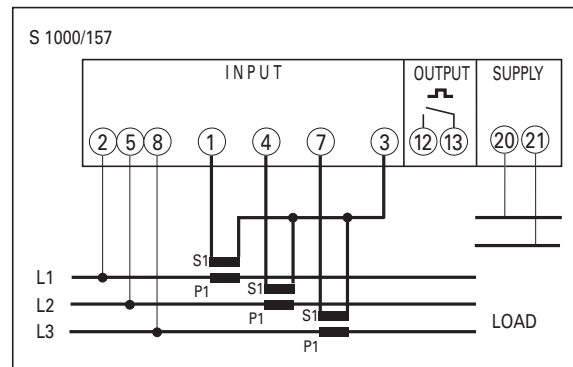 S 1000/157
INPUT OUTPUT SUPPLY
2 5 8 1 4 7 3 12 13 20 21
S1
L1
P1 S1
L2
P1 S1 LOAD
L3
P1